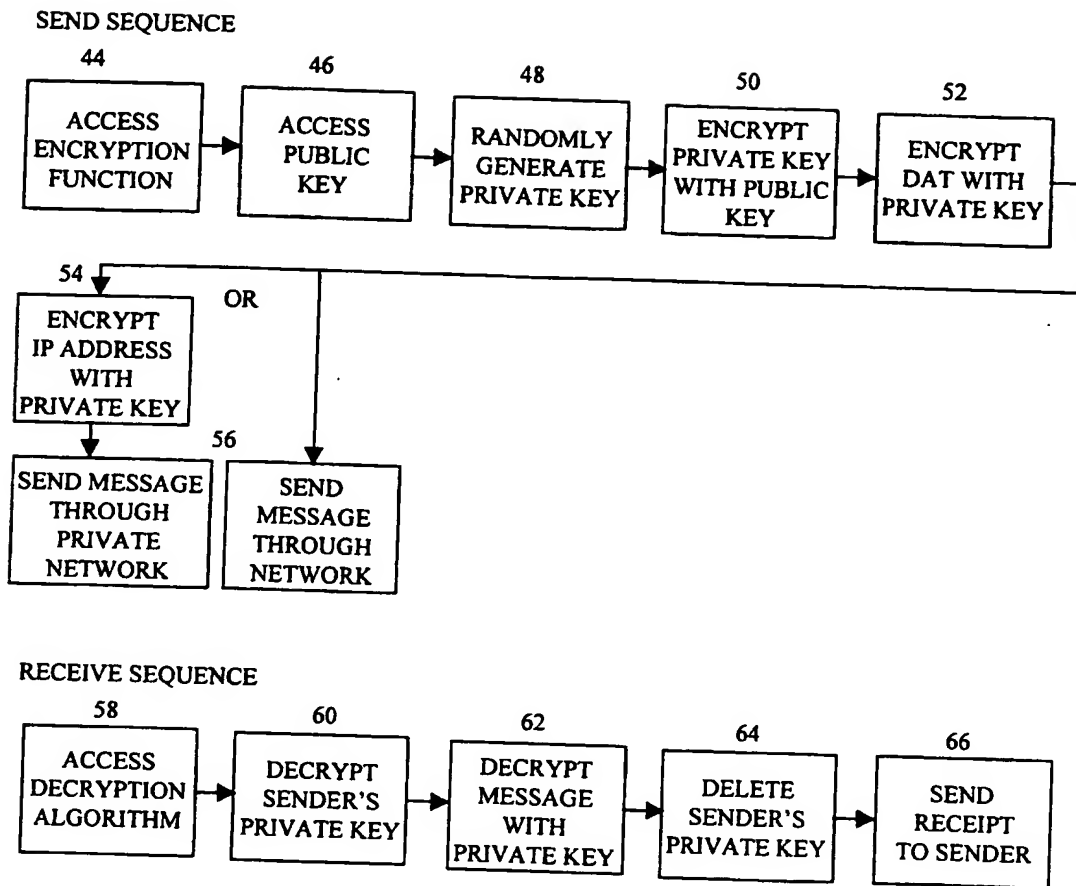 SEND SEQUENCE
44
46
48
50
52
ACCESS
ENCRYPTION
FUNCTION
ACCESS
PUBLIC
KEY
RANDOMLY
GENERATE
PRIVATE KEY
ENCRYPT
PRIVATE KEY
WITH PUBLIC
KEY
ENCRYPT
DAT WITH
PRIVATE KEY
54
OR
ENCRYPT
IP ADDRESS
WITH
PRIVATE KEY
56
SEND MESSAGE
THROUGH
PRIVATE
NETWORK
SEND
MESSAGE
THROUGH
NETWORK
RECEIVE SEQUENCE
58
60
62
64
66
ACCESS
DECRYPTION
ALGORITHM
DECRYPT
SENDER'S
PRIVATE KEY
DECRYPT
MESSAGE
WITH
PRIVATE KEY
DELETE
SENDER'S
PRIVATE KEY
SEND
RECEIPT
TO SENDER